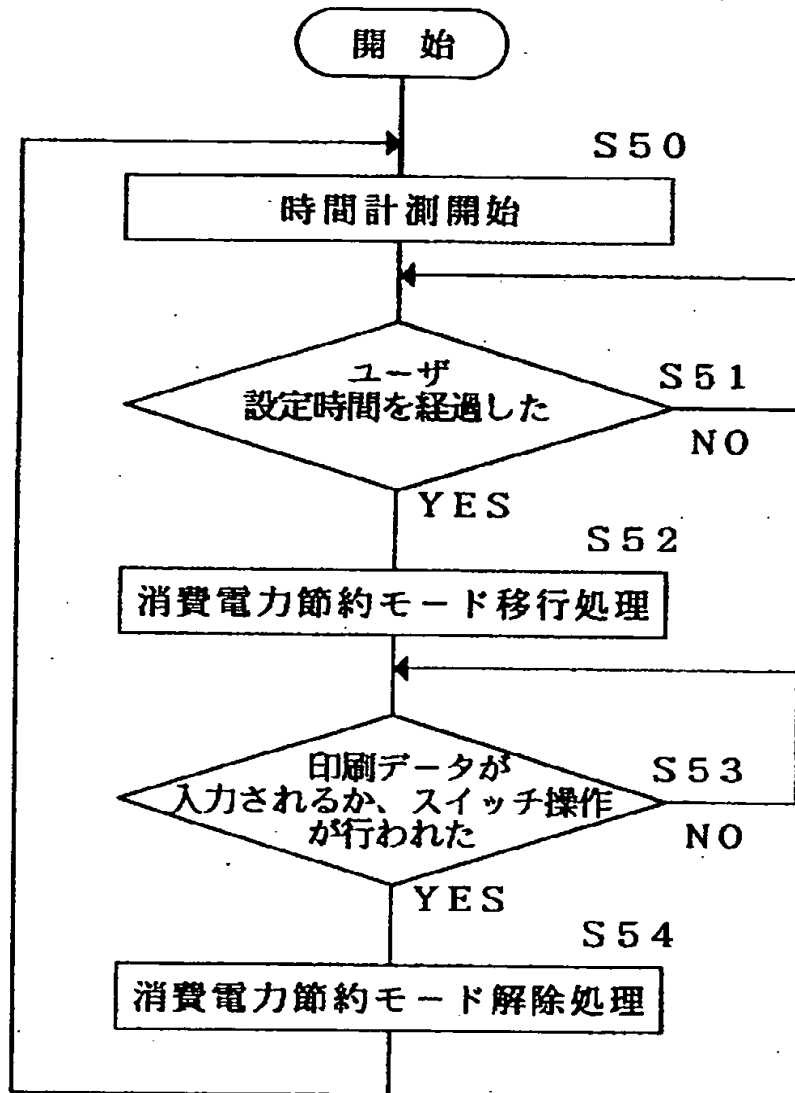 開 始
S50
時間計測開始
ユーザ
設定時間を経過した
S51
NO
YES
S52
消費電力節約モード移行処理
印刷データが
入力されるか、スイッチ操作
が行われた
S53
NO
YES
S54
消費電力節約モード解除処理